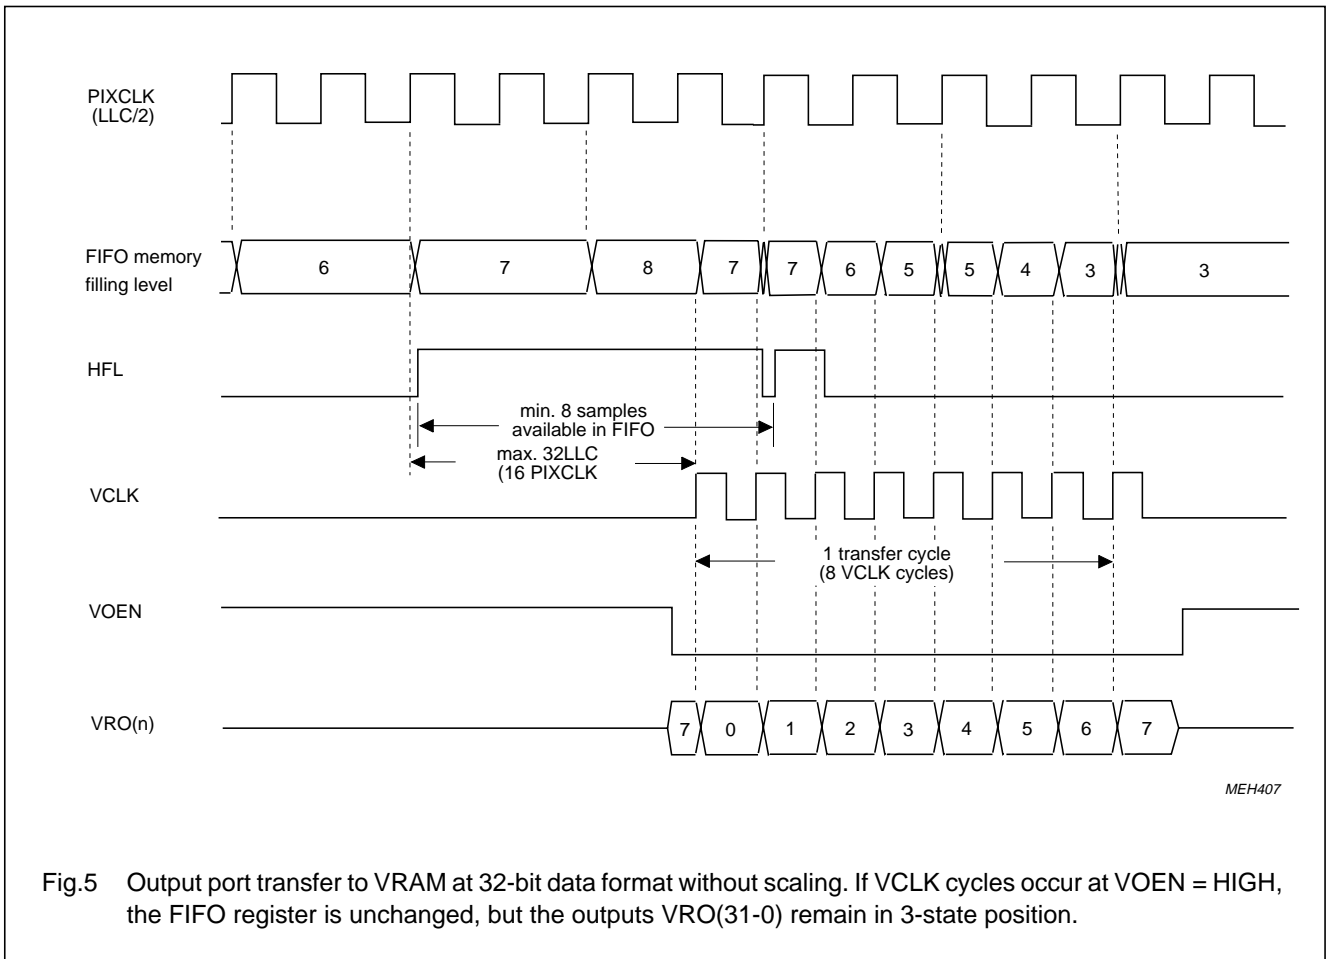 PIXCLK
(LLC/2)
FIFO memory
filling level
6 7 8 7 7 6 5 5 4 3 3
HFL
min. 8 samples
available in FIFO
max. 32LLC
(16 PIXCLK
VCLK
1 transfer cycle
(8 VCLK cycles)
VOEN
VRO(n)
7 0 1 2 3 4 5 6 7
MEH407
Fig.5 Output port transfer to VRAM at 32-bit data format without scaling. If VCLK cycles occur at VOEN = HIGH,
the FIFO register is unchanged, but the outputs VRO(31-0) remain in 3-state position.